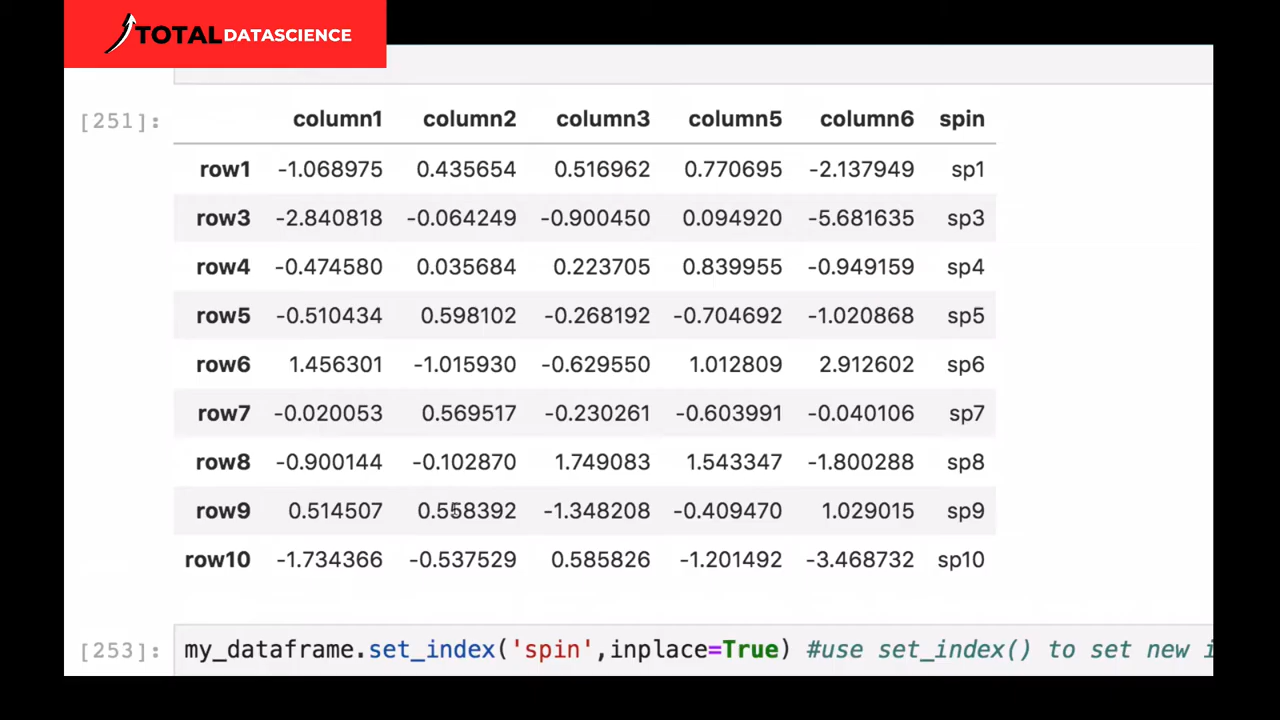 TOTAL DATASCIENCE
[251]: column1 column2 column3 column5 column6 spin
row1 -1.068975 0.435654 0.516962 0.770695 -2.137949 sp1
row3 -2.840818 -0.064249 -0.900450 0.094920 -5.681635 sp3
row4 -0.474580 0.035684 0.223705 0.839955 -0.949159 sp4
row5 -0.510434 0.598102 -0.268192 -0.704692 -1.020868 sp5
row6 1.456301 -1.015930 -0.629550 1.012809 2.912602 sp6
row7 -0.020053 0.569517 -0.230261 -0.603991 -0.040106 sp7
row8 -0.900144 -0.102870 1.749083 1.543347 -1.800288 sp8
row9 0.514507 0.558392 -1.348208 -0.409470 1.029015 sp9
row10 -1.734366 -0.537529 0.585826 -1.201492 -3.468732 sp10
[253]: my_dataframe.set_index('spin',inplace=True) #use set_index() to set new i